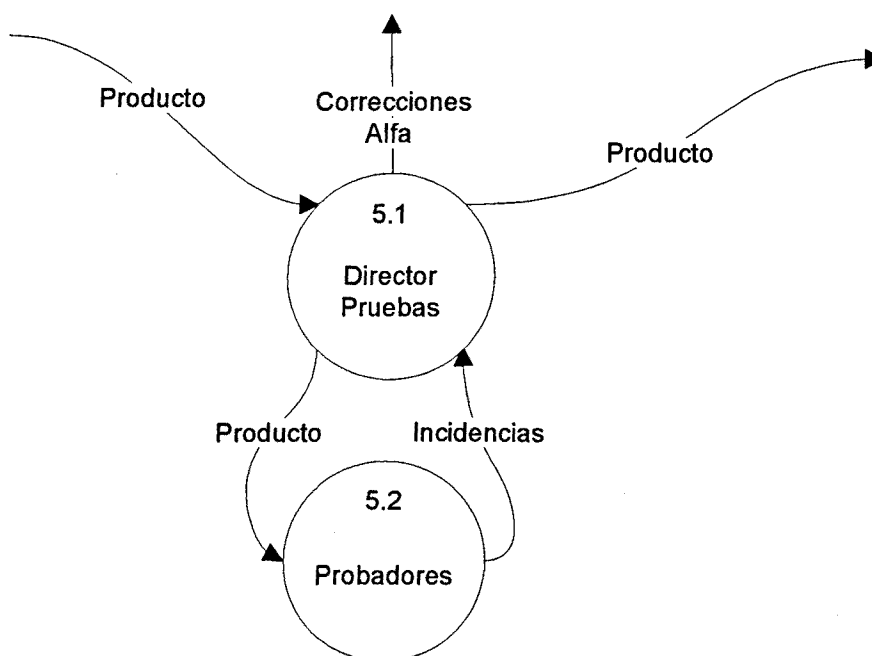 Producto
Correcciones
Alfa
Producto
5.1
Director
Pruebas
Producto
Incidencias
5.2
Probadores